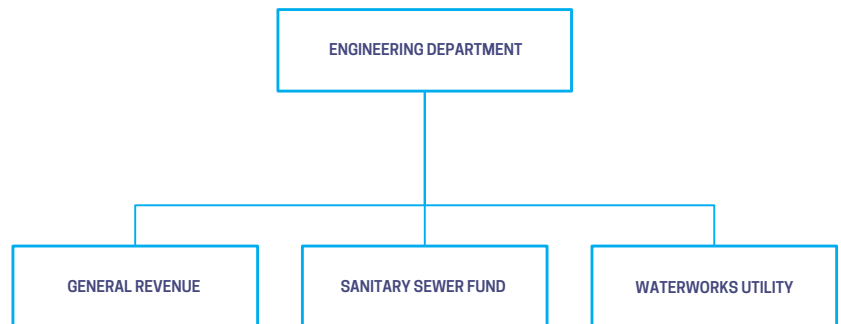 ENGINEERING DEPARTMENT
GENERAL REVENUE
SANITARY SEWER FUND
WATERWORKS UTILITY